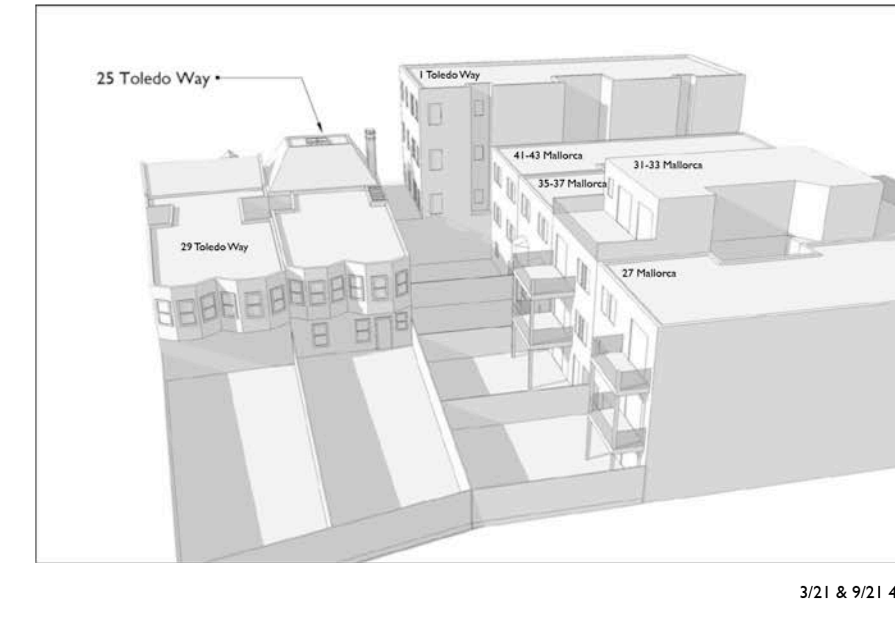 25 Toledo Way
1 Toledo Way
41-43 Mallorca
31-33 Mallorca
35-37 Mallorca
29 Toledo Way
27 Mallorca
3/21 & 9/21 4